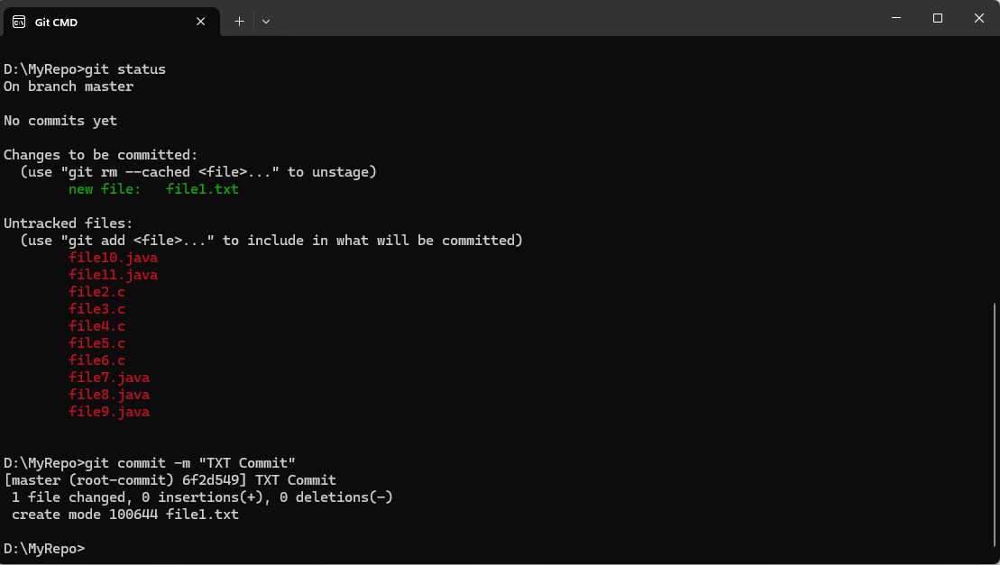 Git CMD
D:\MyRepo>git status
On branch master
No commits yet
Changes to be committed:
  (use "git rm --cached <file>..." to unstage)
        new file:   file1.txt
Untracked files:
  (use "git add <file>..." to include in what will be committed)
        file10.java
        file11.java
        file2.c
        file3.c
        file4.c
        file5.c
        file6.c
        file7.java
        file8.java
        file9.java
D:\MyRepo>git commit -m "TXT Commit"
[master (root-commit) 6f2d549] TXT Commit
 1 file changed, 0 insertions(+), 0 deletions(-)
 create mode 100644 file1.txt
D:\MyRepo>